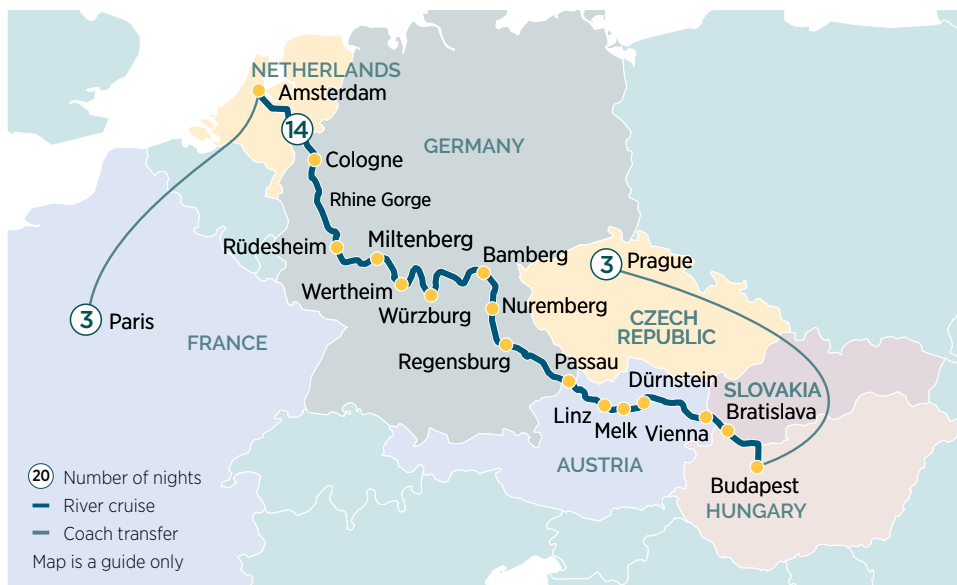 NETHERLANDS
Amsterdam
14
GERMANY
Cologne
Rhine Gorge
Rüdesheim
Miltenberg
Bamberg
3 Prague
Wertheim
Würzburg
Nuremberg
3 Paris
CZECH
REPUBLIC
FRANCE
Regensburg
Passau
Dürnstein
SLOVAKIA
Bratislava
Linz
Melk
Vienna
AUSTRIA
Budapest
HUNGARY
20 Number of nights
River cruise
Coach transfer
Map is a guide only